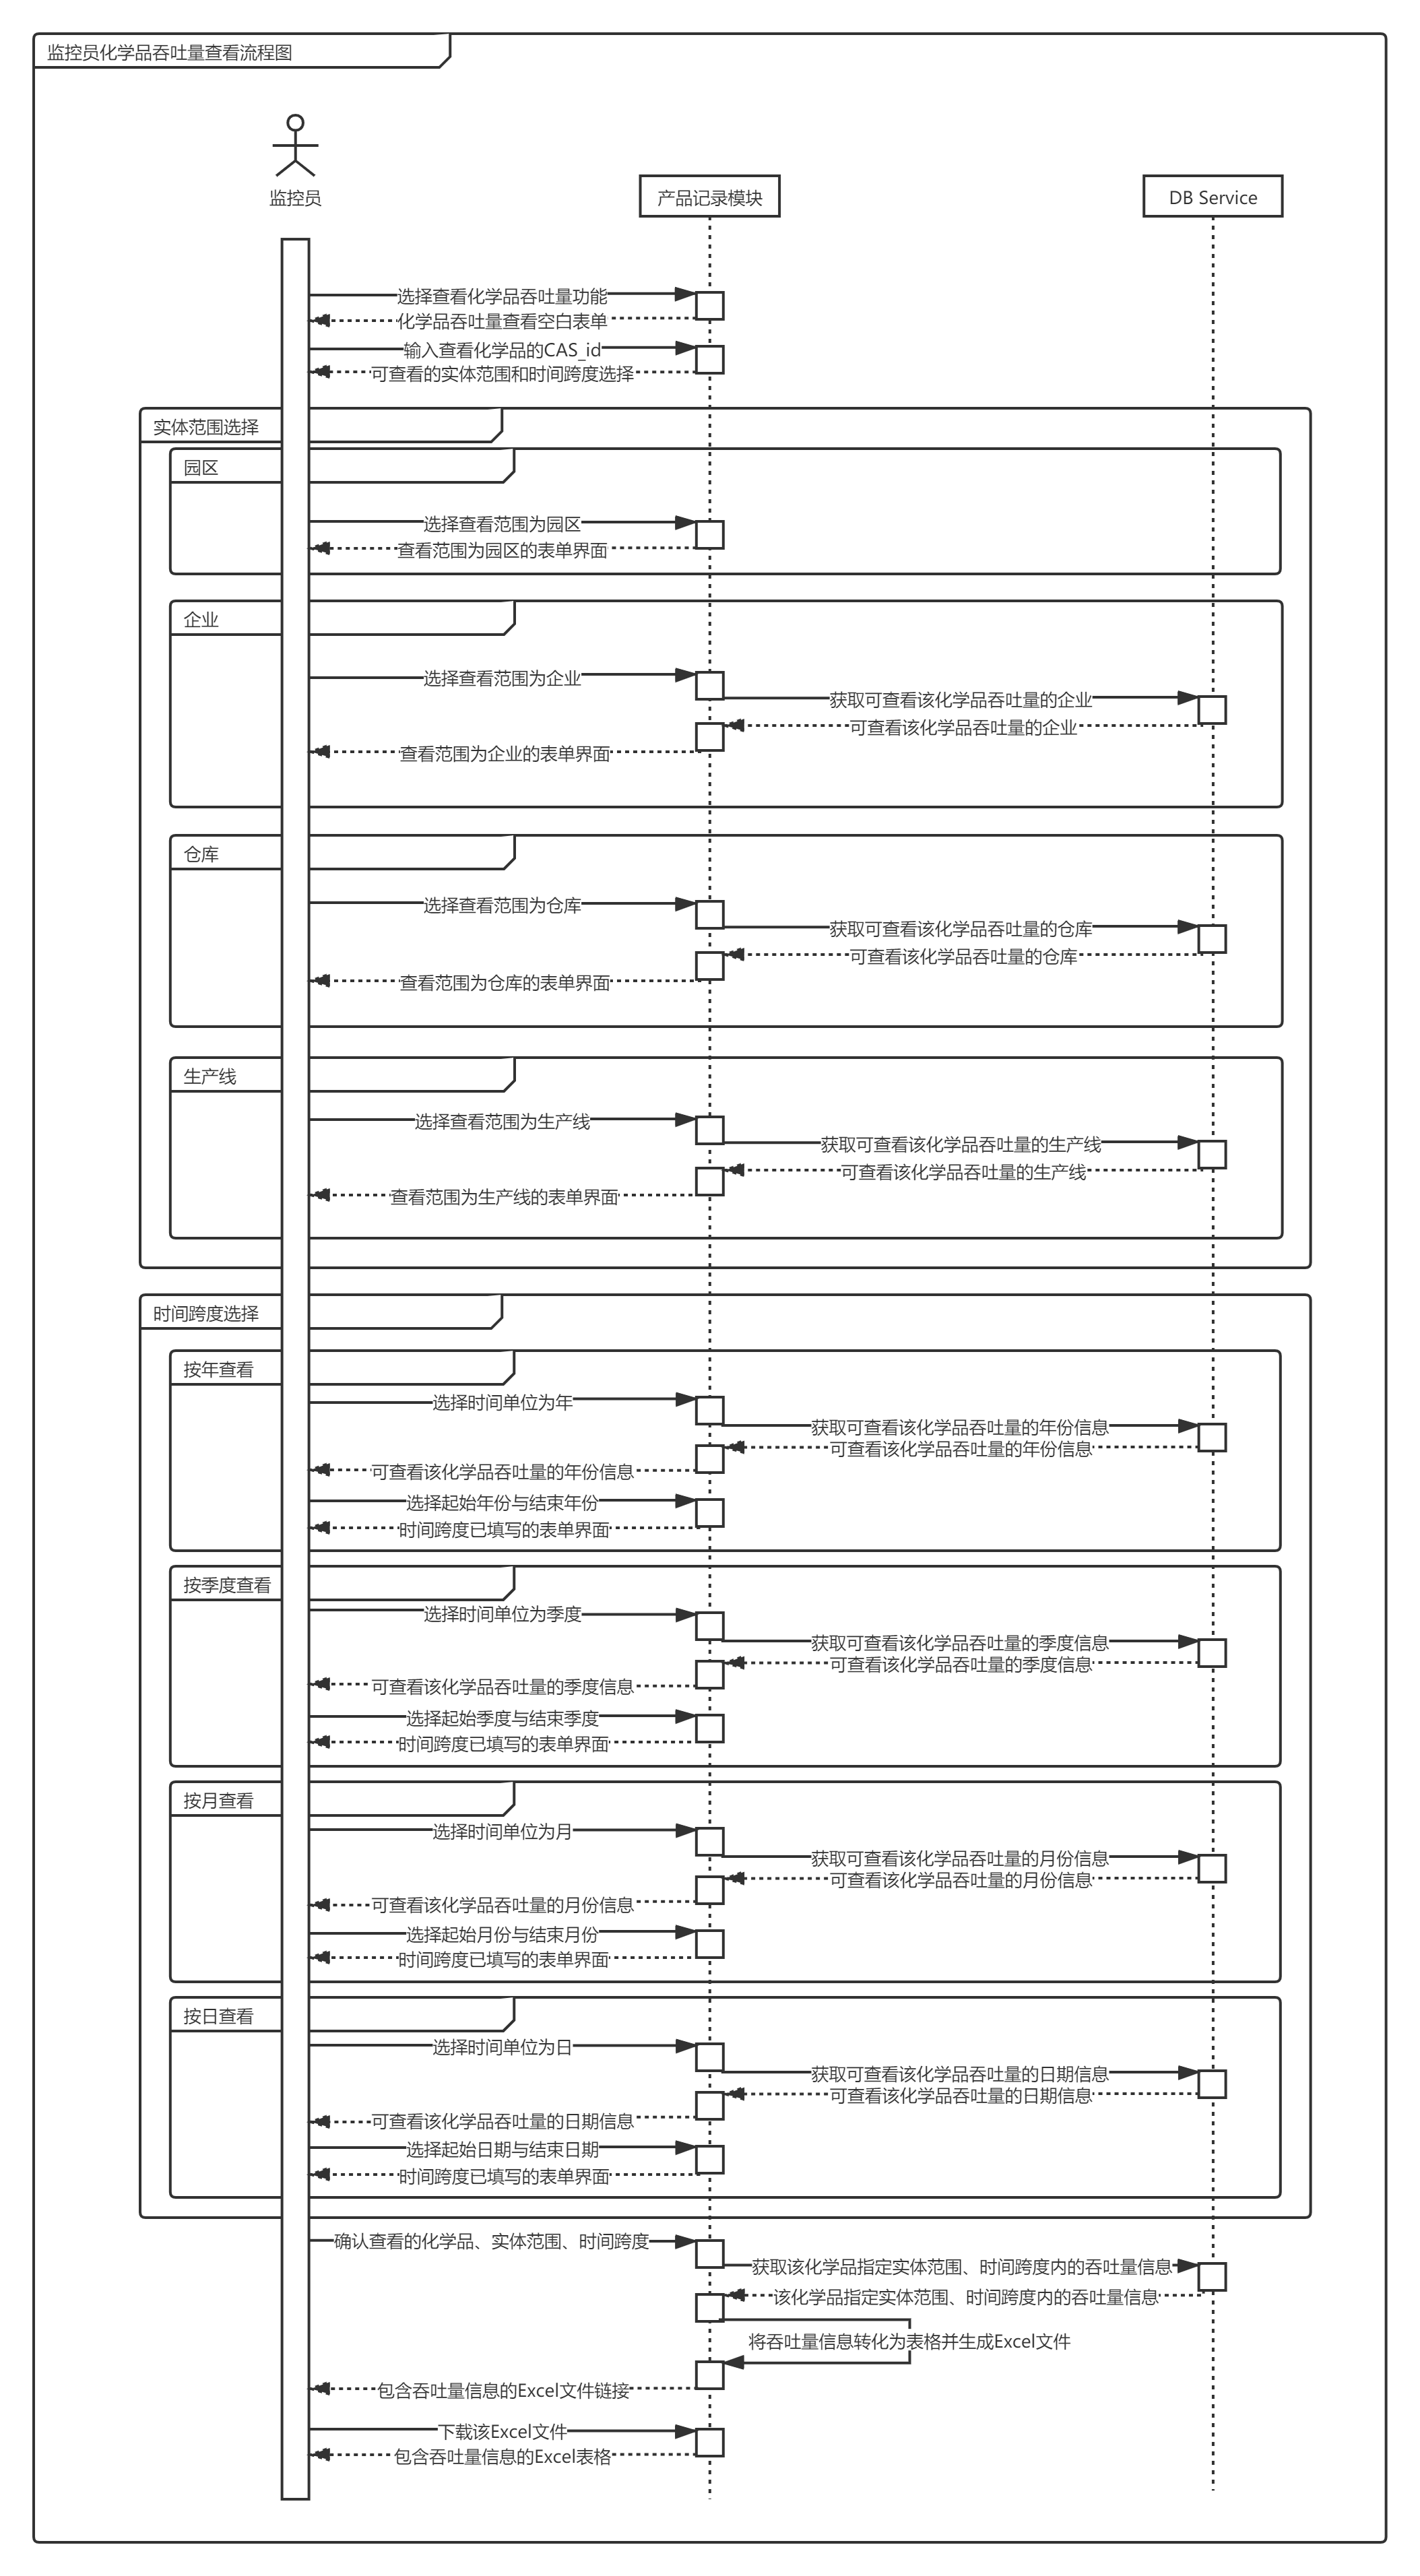 监控员化学品吞吐量查看流程图
监控员
产品记录模块
DB Service
选择查看化学品吞吐量功能
化学品吞吐量查看空白表单
输入查看化学品的CAS_id
可查看的实体范围和时间跨度选择
实体范围选择
园区
选择查看范围为园区
查看范围为园区的表单界面
企业
选择查看范围为企业
获取可查看该化学品吞吐量的企业
可查看该化学品吞吐量的企业
查看范围为企业的表单界面
仓库
选择查看范围为仓库
获取可查看该化学品吞吐量的仓库
可查看该化学品吞吐量的仓库
查看范围为仓库的表单界面
生产线
选择查看范围为生产线
获取可查看该化学品吞吐量的生产线
可查看该化学品吞吐量的生产线
查看范围为生产线的表单界面
时间跨度选择
按年查看
选择时间单位为年
获取可查看该化学品吞吐量的年份信息
可查看该化学品吞吐量的年份信息
可查看该化学品吞吐量的年份信息
选择起始年份与结束年份
时间跨度已填写的表单界面
按季度查看
选择时间单位为季度
获取可查看该化学品吞吐量的季度信息
可查看该化学品吞吐量的季度信息
可查看该化学品吞吐量的季度信息
选择起始季度与结束季度
时间跨度已填写的表单界面
按月查看
选择时间单位为月
获取可查看该化学品吞吐量的月份信息
可查看该化学品吞吐量的月份信息
可查看该化学品吞吐量的月份信息
选择起始月份与结束月份
时间跨度已填写的表单界面
按日查看
选择时间单位为日
获取可查看该化学品吞吐量的日期信息
可查看该化学品吞吐量的日期信息
可查看该化学品吞吐量的日期信息
选择起始日期与结束日期
时间跨度已填写的表单界面
确认查看的化学品、实体范围、时间跨度
获取该化学品指定实体范围、时间跨度内的吞吐量信息
该化学品指定实体范围、时间跨度内的吞吐量信息
将吞吐量信息转化为表格并生成Excel文件
包含吞吐量信息的Excel文件链接
下载该Excel文件
包含吞吐量信息的Excel表格